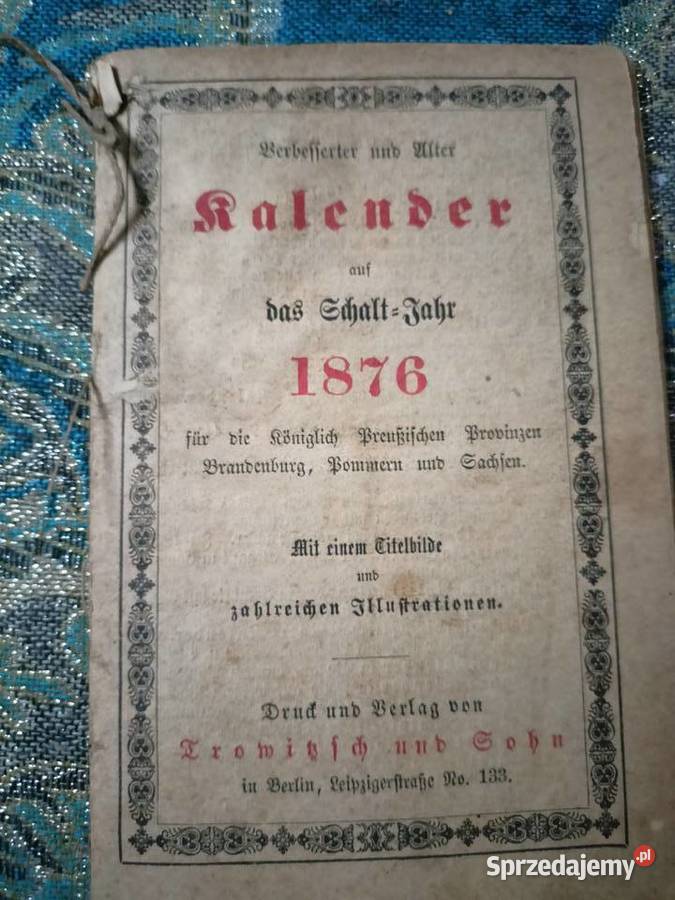 Verbesserter und Alter
Kalender
auf
das Schalt-Jahr
1876
für die Königlich Preußischen Provinzen
Brandenburg, Pommern und Sachsen.
Mit einem Titelbilde
und
zahlreichen Illustrationen.
Druck und Verlag von
Trowitzsch und Sohn
in Berlin, Leipzigerstraße No. 133.
Sprzedajemy.pl